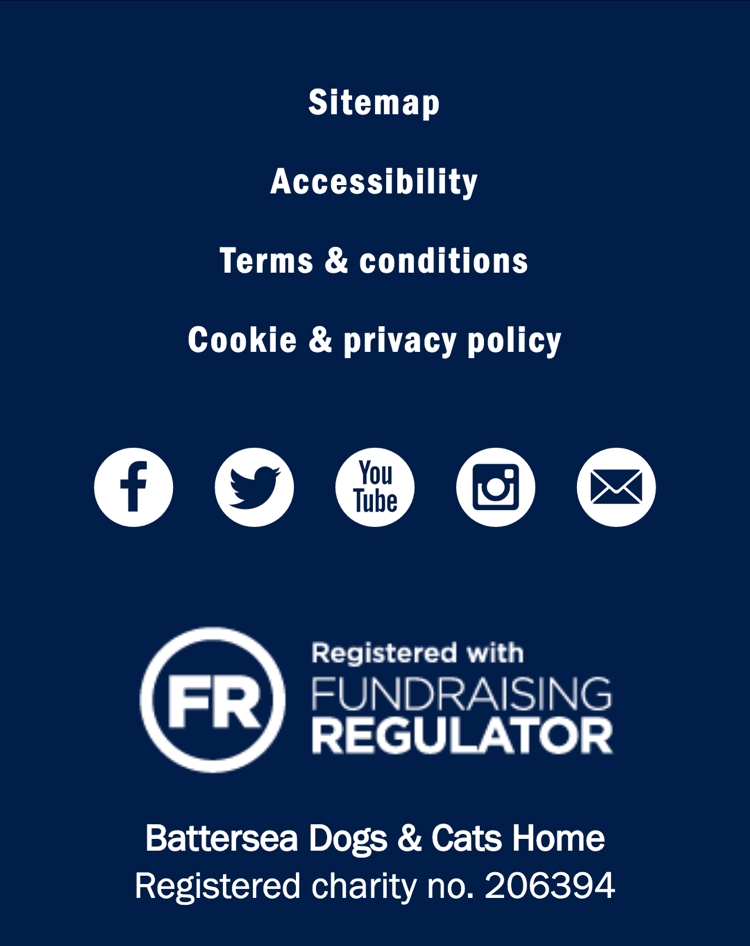 Sitemap
Accessibility
Terms & conditions
Cookie & privacy policy
f
You
Tube
FR
Registered with
FUNDRAISING
REGULATOR
Battersea Dogs & Cats Home
Registered charity no. 206394